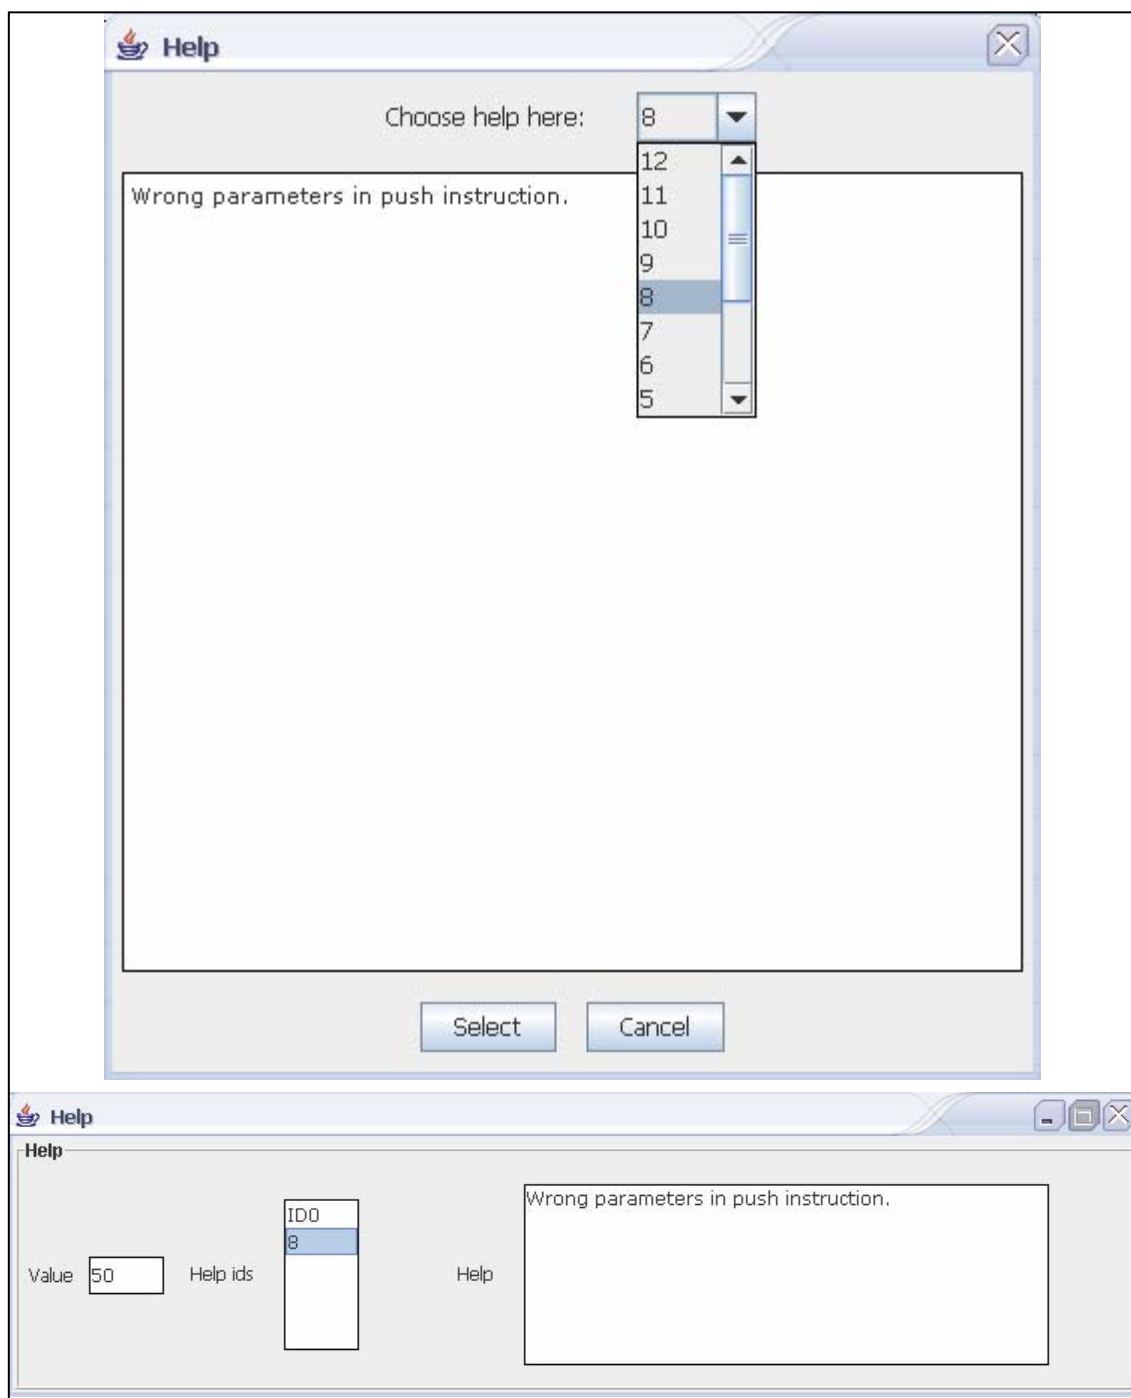 Help
Choose help here: 8
12
11
10
9
8
7
6
5
Wrong parameters in push instruction.
Select Cancel
Help
Help
Value 50 Help ids
ID0
8
Help
Wrong parameters in push instruction.